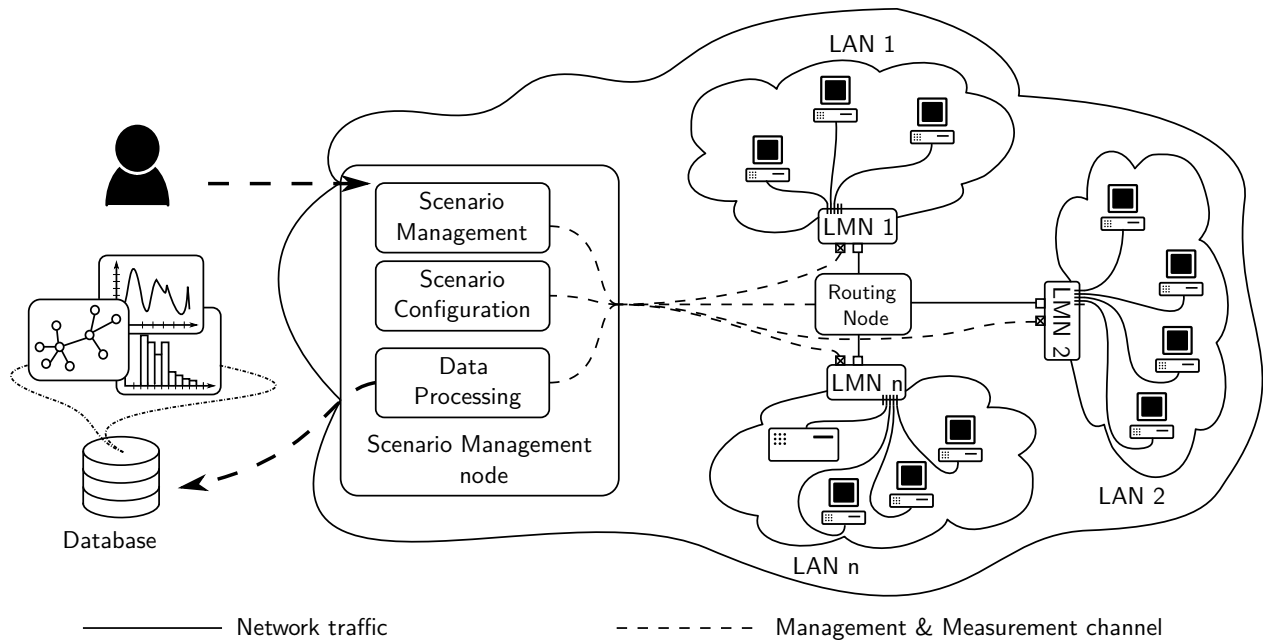 LAN 1
Scenario
Management
LMN 1
Scenario
Configuration
Routing
Node
LMN 2
Data
Processing
LMN n
Scenario Management
node
LAN 2
Database
LAN n
Network traffic
Management & Measurement channel